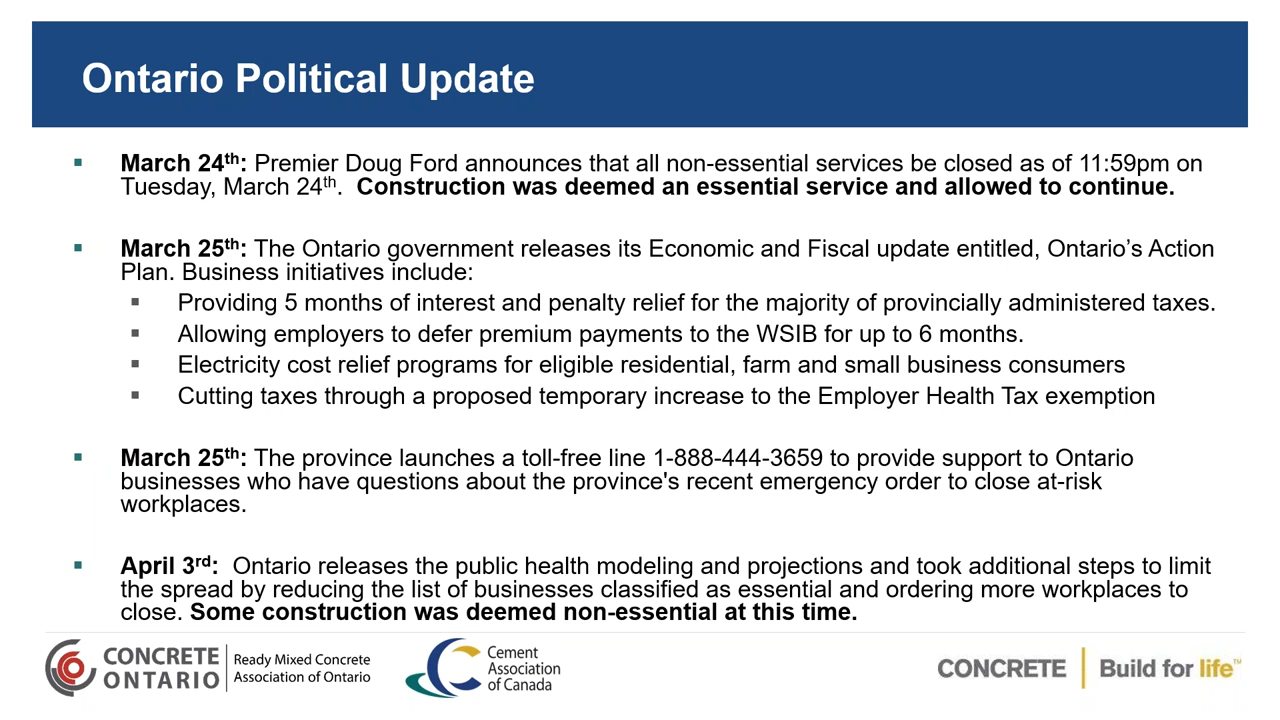 Ontario Political Update
▪ March 24th: Premier Doug Ford announces that all non-essential services be closed as of 11:59pm on
Tuesday, March 24th.  Construction was deemed an essential service and allowed to continue.
▪ March 25th: The Ontario government releases its Economic and Fiscal update entitled, Ontario’s Action
Plan. Business initiatives include:
▪ Providing 5 months of interest and penalty relief for the majority of provincially administered taxes.
▪ Allowing employers to defer premium payments to the WSIB for up to 6 months.
▪ Electricity cost relief programs for eligible residential, farm and small business consumers
▪ Cutting taxes through a proposed temporary increase to the Employer Health Tax exemption
▪ March 25th: The province launches a toll-free line 1-888-444-3659 to provide support to Ontario
businesses who have questions about the province's recent emergency order to close at-risk
workplaces.
▪ April 3rd:  Ontario releases the public health modeling and projections and took additional steps to limit
the spread by reducing the list of businesses classified as essential and ordering more workplaces to
close. Some construction was deemed non-essential at this time.
CONCRETE
ONTARIO
Ready Mixed Concrete
Association of Ontario
Cement
Association
of Canada
CONCRETE | Build for life™